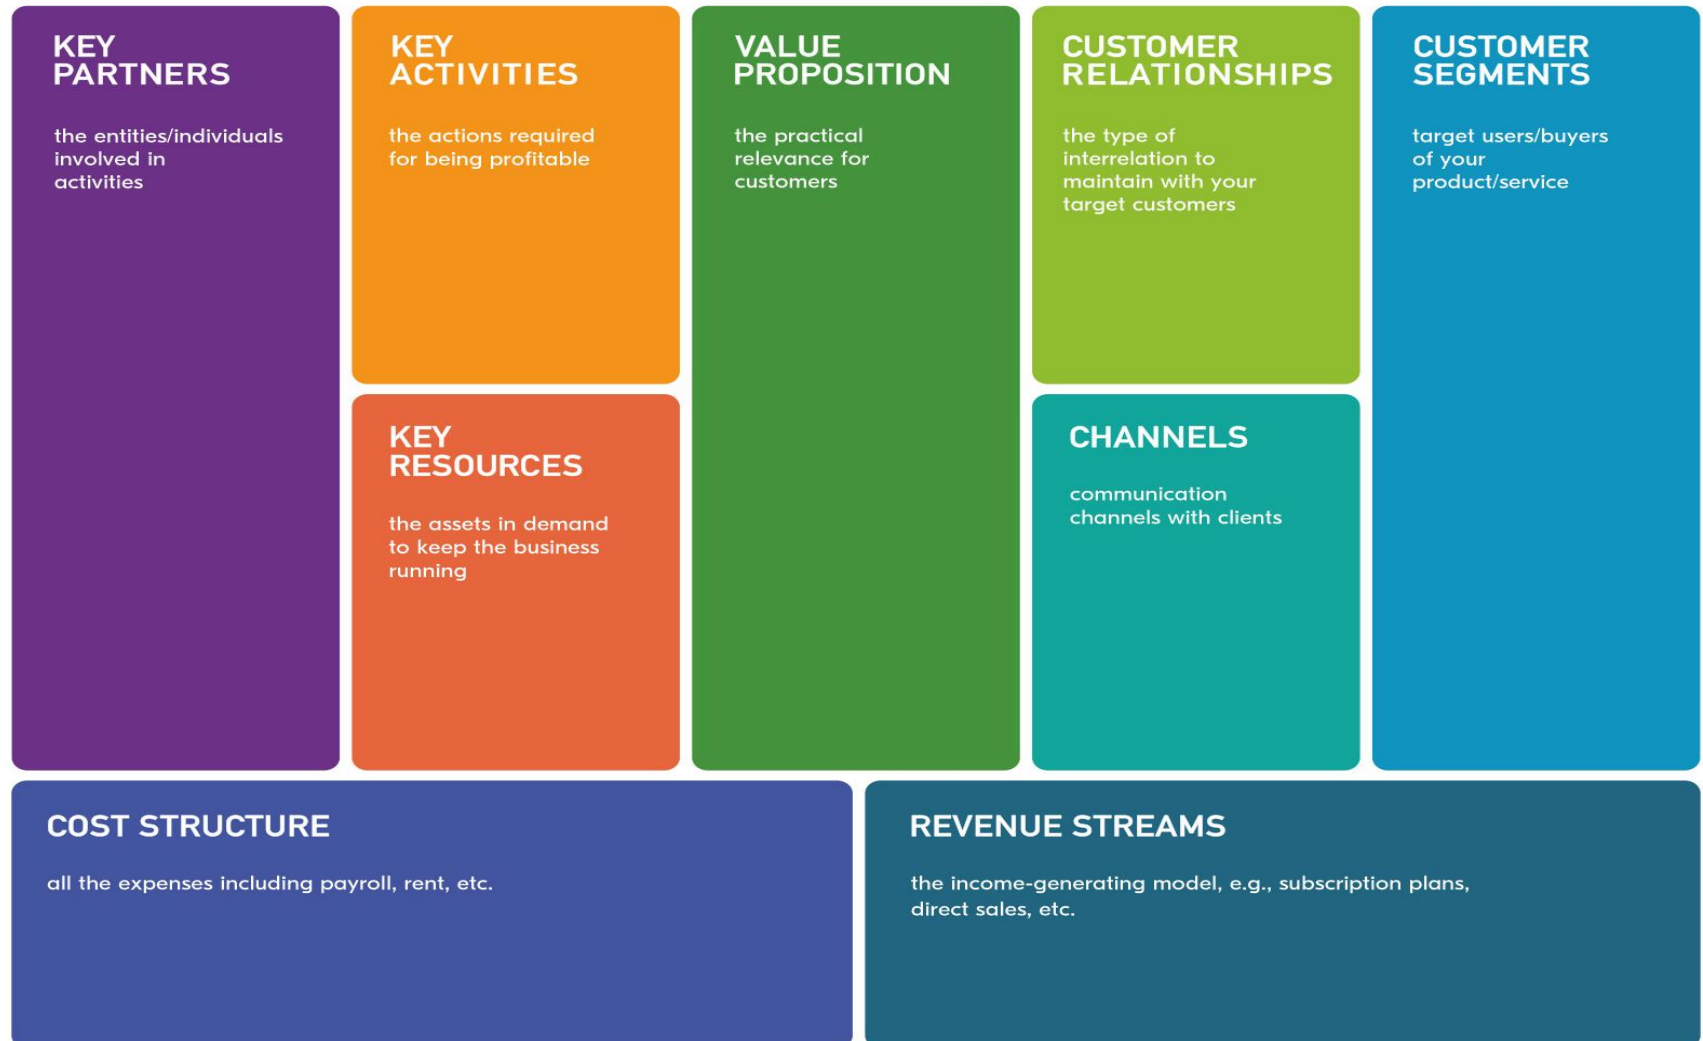 KEY
PARTNERS
the entities/individuals
involved in
activities
KEY
ACTIVITIES
the actions required
for being profitable
KEY
RESOURCES
the assets in demand
to keep the business
running
VALUE
PROPOSITION
the practical
relevance for
customers
CUSTOMER
RELATIONSHIPS
the type of
interrelation to
maintain with your
target customers
CHANNELS
communication
channels with clients
CUSTOMER
SEGMENTS
target users/buyers
of your
product/service
COST STRUCTURE
all the expenses including payroll, rent, etc.
REVENUE STREAMS
the income-generating model, e.g., subscription plans,
direct sales, etc.